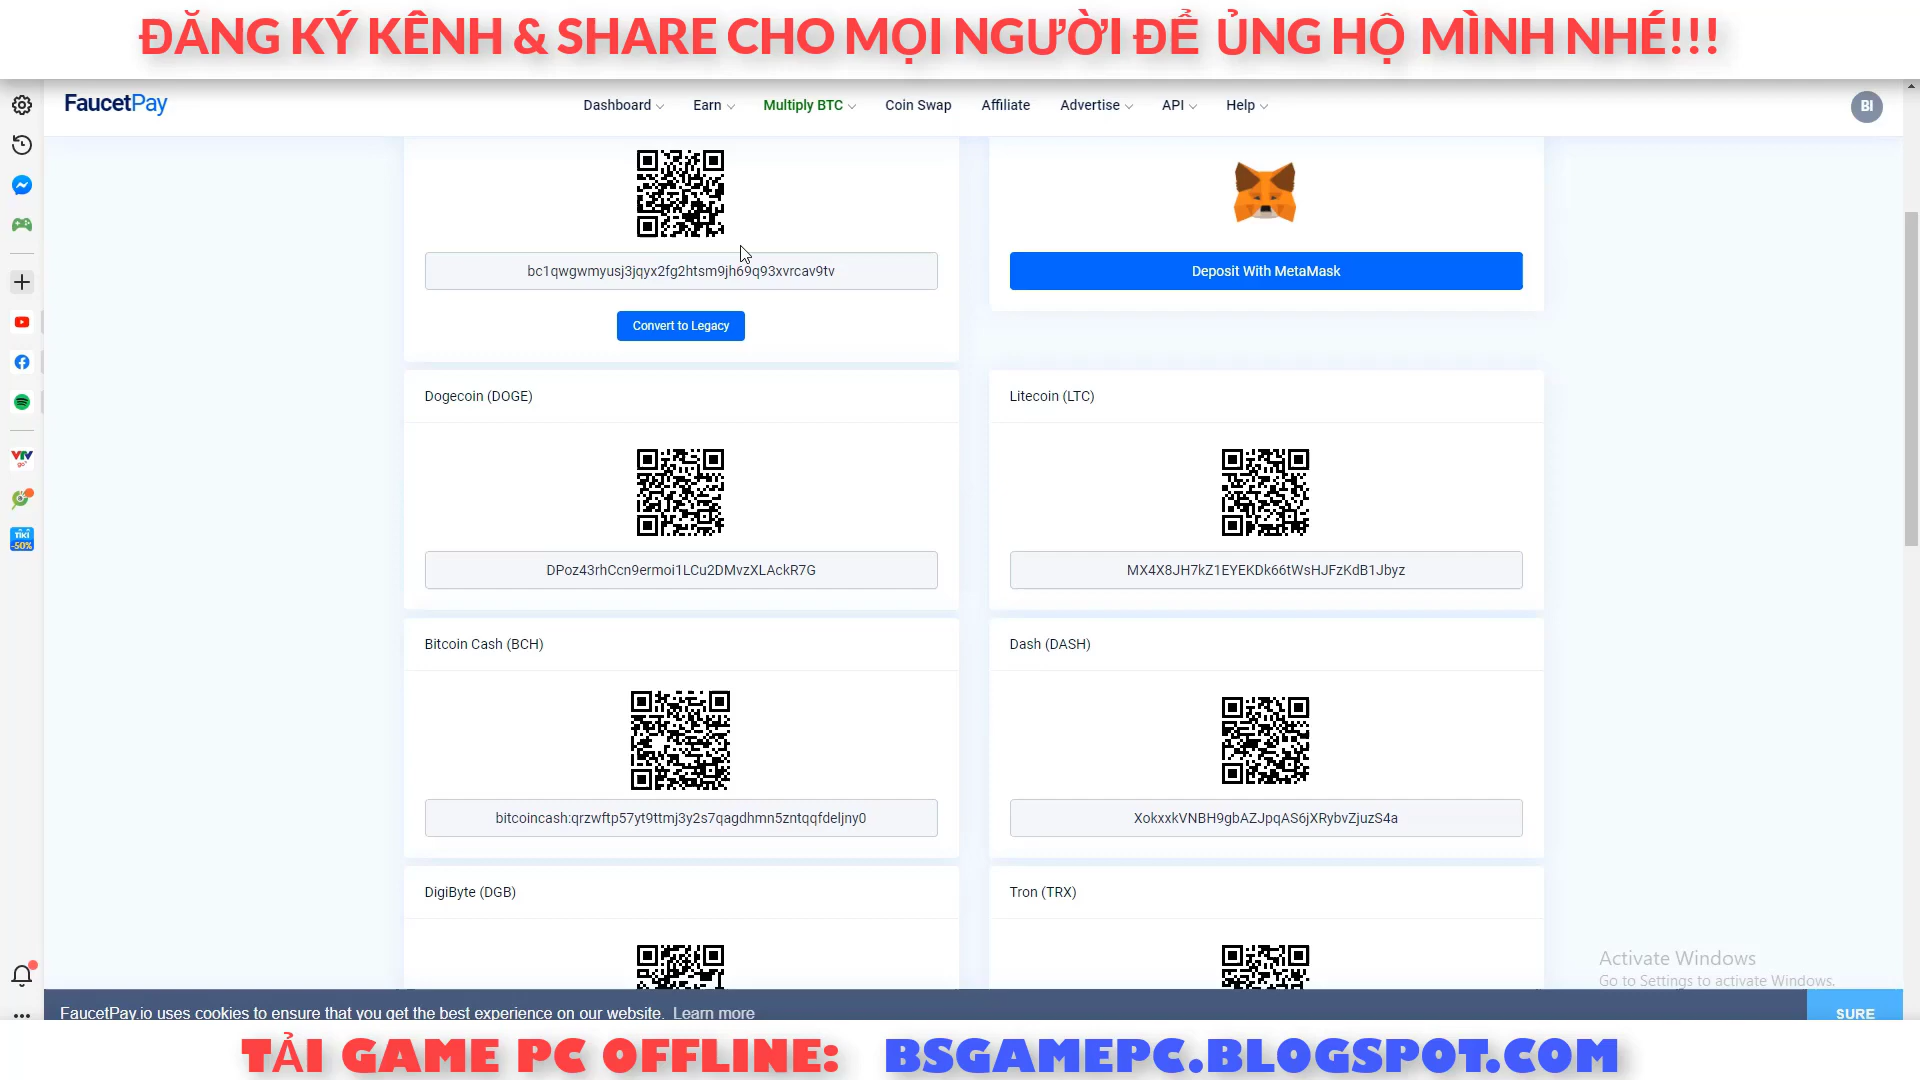 ĐĂNG KÝ KÊNH & SHARE CHO MỌI NGƯỜI ĐỂ ỦNG HỘ MÌNH NHÉ!!!
FaucetPay
Dashboard
Earn
Multiply BTC
Coin Swap
Affiliate
Advertise
API
Help
BI
bc1qwgwmyusj3jqyx2fg2htsm9jh69q93xvrcav9tv
Deposit With MetaMask
Convert to Legacy
Dogecoin (DOGE)
Litecoin (LTC)
DPoz43rhCcn9ermoi1LCu2DMvzXLAckR7G
MX4X8JH7kZ1EYEKDk66tWsHJFzKdB1Jbyz
Bitcoin Cash (BCH)
Dash (DASH)
bitcoincash:qrzwftp57yt9ttmj3y2s7qagdhmn5zntqqfdeljny0
XokxxkVNBH9gbAZJpqAS6jXRybvZjuzS4a
DigiByte (DGB)
Tron (TRX)
VTV
go
TIKI
-50%
Activate Windows
Go to Settings to activate Windows.
FaucetPay.io uses cookies to ensure that you get the best experience on our website. Learn more
SURE
TẢI GAME PC OFFLINE: BSGAMEPC.BLOGSPOT.COM